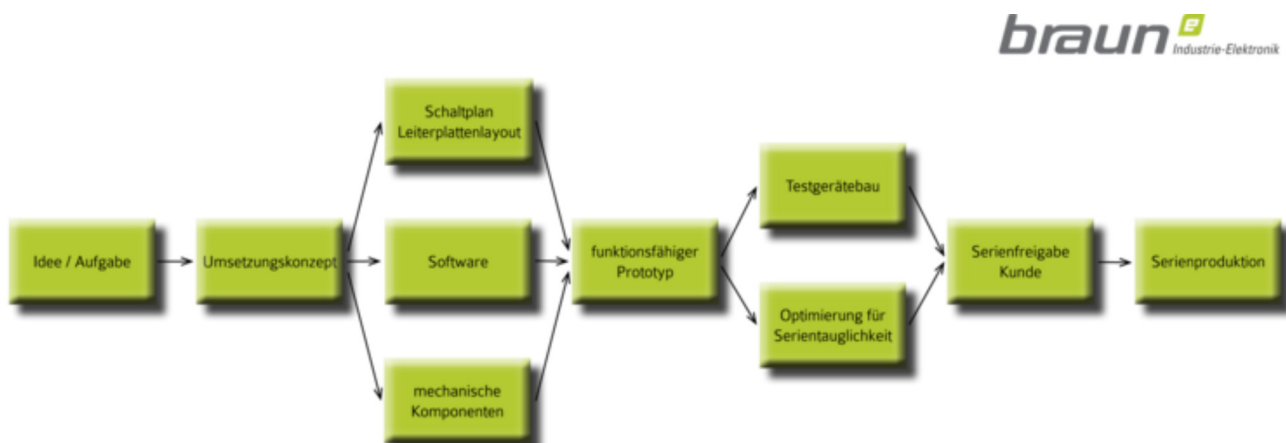 braun e
Industrie-Elektronik
Schaltplan
Leiterplattenlayout
Testgerätebau
Idee / Aufgabe
Umsetzungskonzept
Software
funktionsfähiger
Prototyp
Serienfreigabe
Kunde
Serienproduktion
Optimierung für
Serientauglichkeit
mechanische
Komponenten